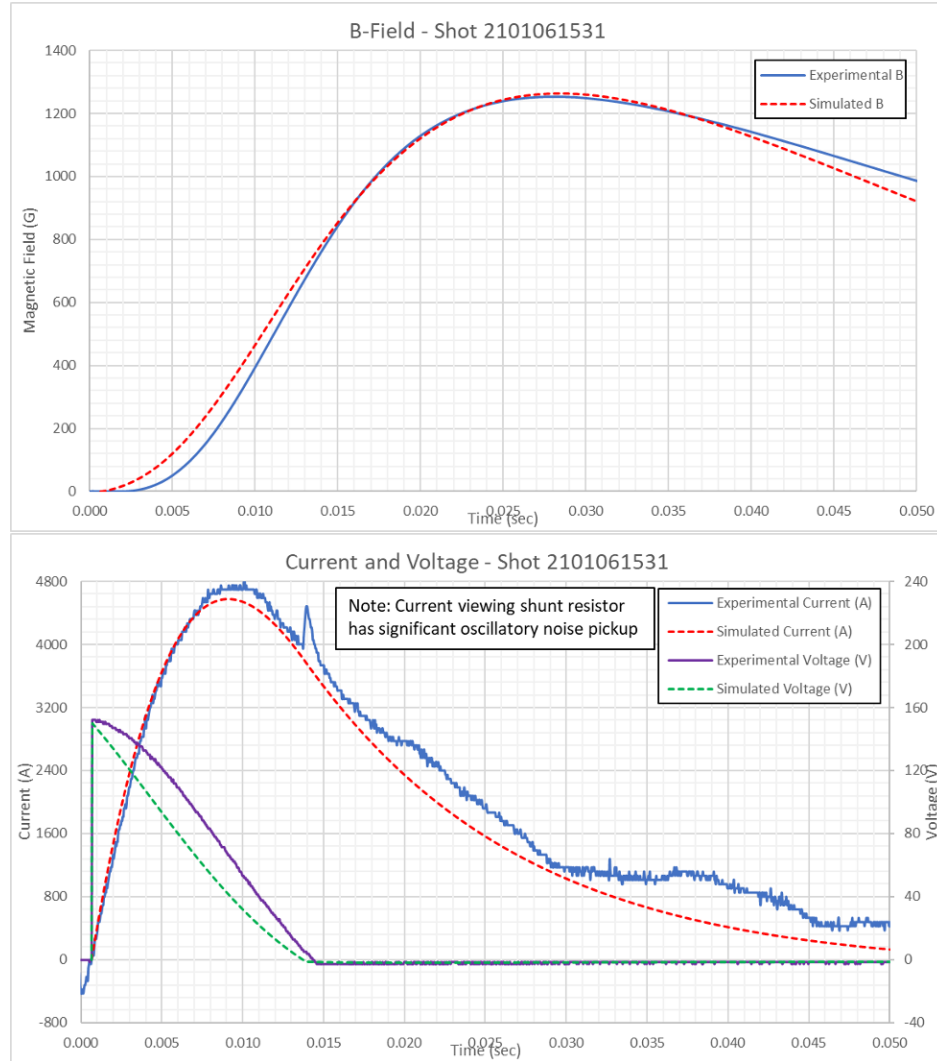 B-Field - Shot 2101061531
1400
1200
1000
800
600
400
200
0
Magnetic Field (G)
Experimental B
Simulated B
0.000 0.005 0.010 0.015 0.020 0.025 0.030 0.035 0.040 0.045 0.050
Time (sec)
Current and Voltage - Shot 2101061531
4800
4000
3200
2400
1600
800
0
-800
Current (A)
Note: Current viewing shunt resistor
has significant oscillatory noise pickup
Experimental Current (A)
Simulated Current (A)
Experimental Voltage (V)
Simulated Voltage (V)
240
200
160
120
80
40
0
-40
Voltage (V)
0.000 0.005 0.010 0.015 0.020 0.025 0.030 0.035 0.040 0.045 0.050
Time (sec)